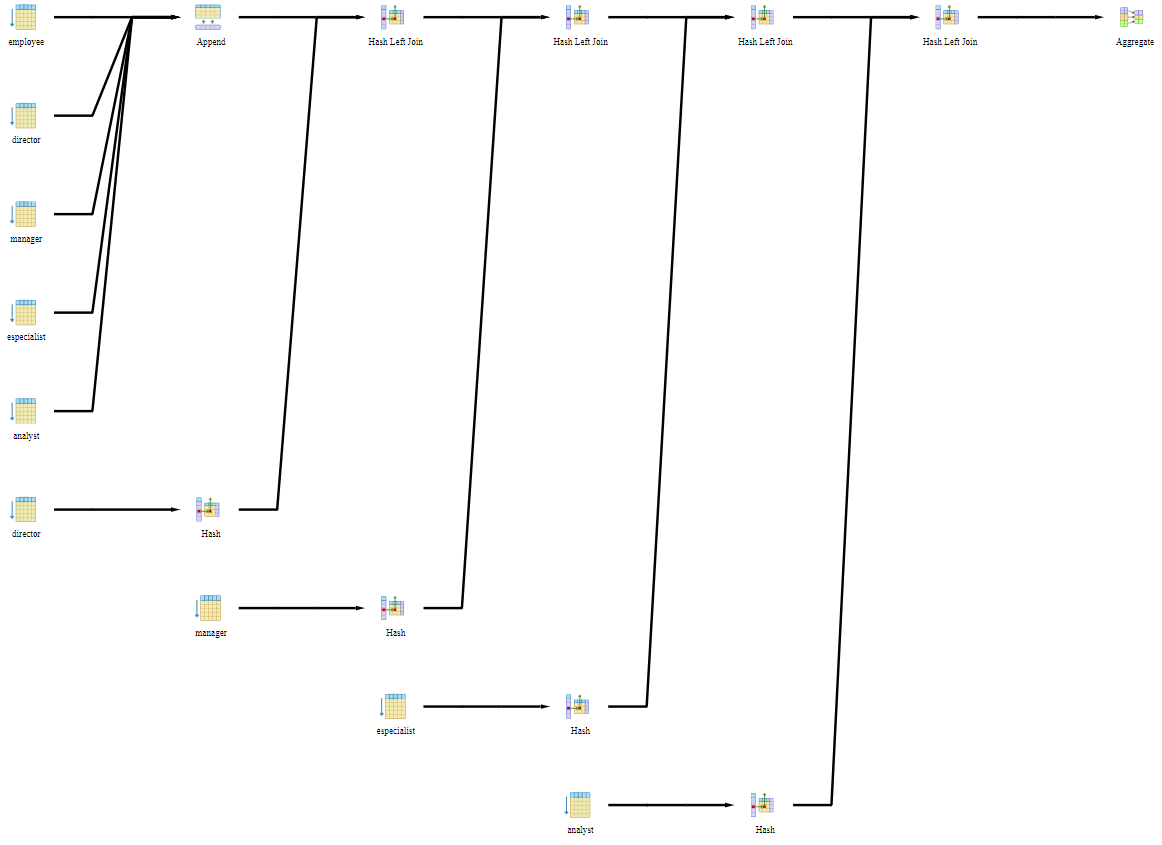 employee
Append
Hash Left Join
Hash Left Join
Hash Left Join
Hash Left Join
Aggregate
director
manager
especialist
analyst
director
Hash
manager
Hash
especialist
Hash
analyst
Hash